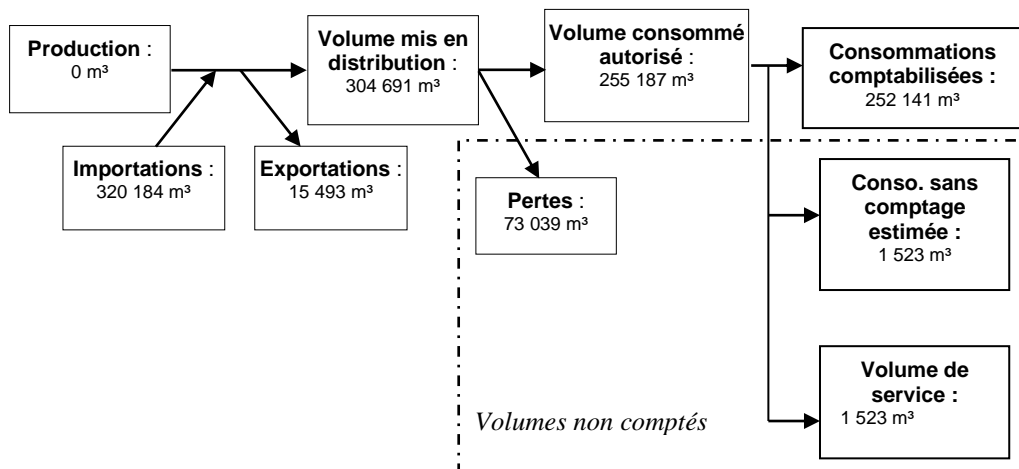 Production :
0 m³
Volume mis en
distribution :
304 691 m³
Volume consommé
autorisé :
255 187 m³
Consommations
comptabilisées :
252 141 m³
Importations :
320 184 m³
Exportations :
15 493 m³
Pertes :
73 039 m³
Conso. sans
comptage
estimée :
1 523 m³
Volume de
service :
1 523 m³
Volumes non comptés